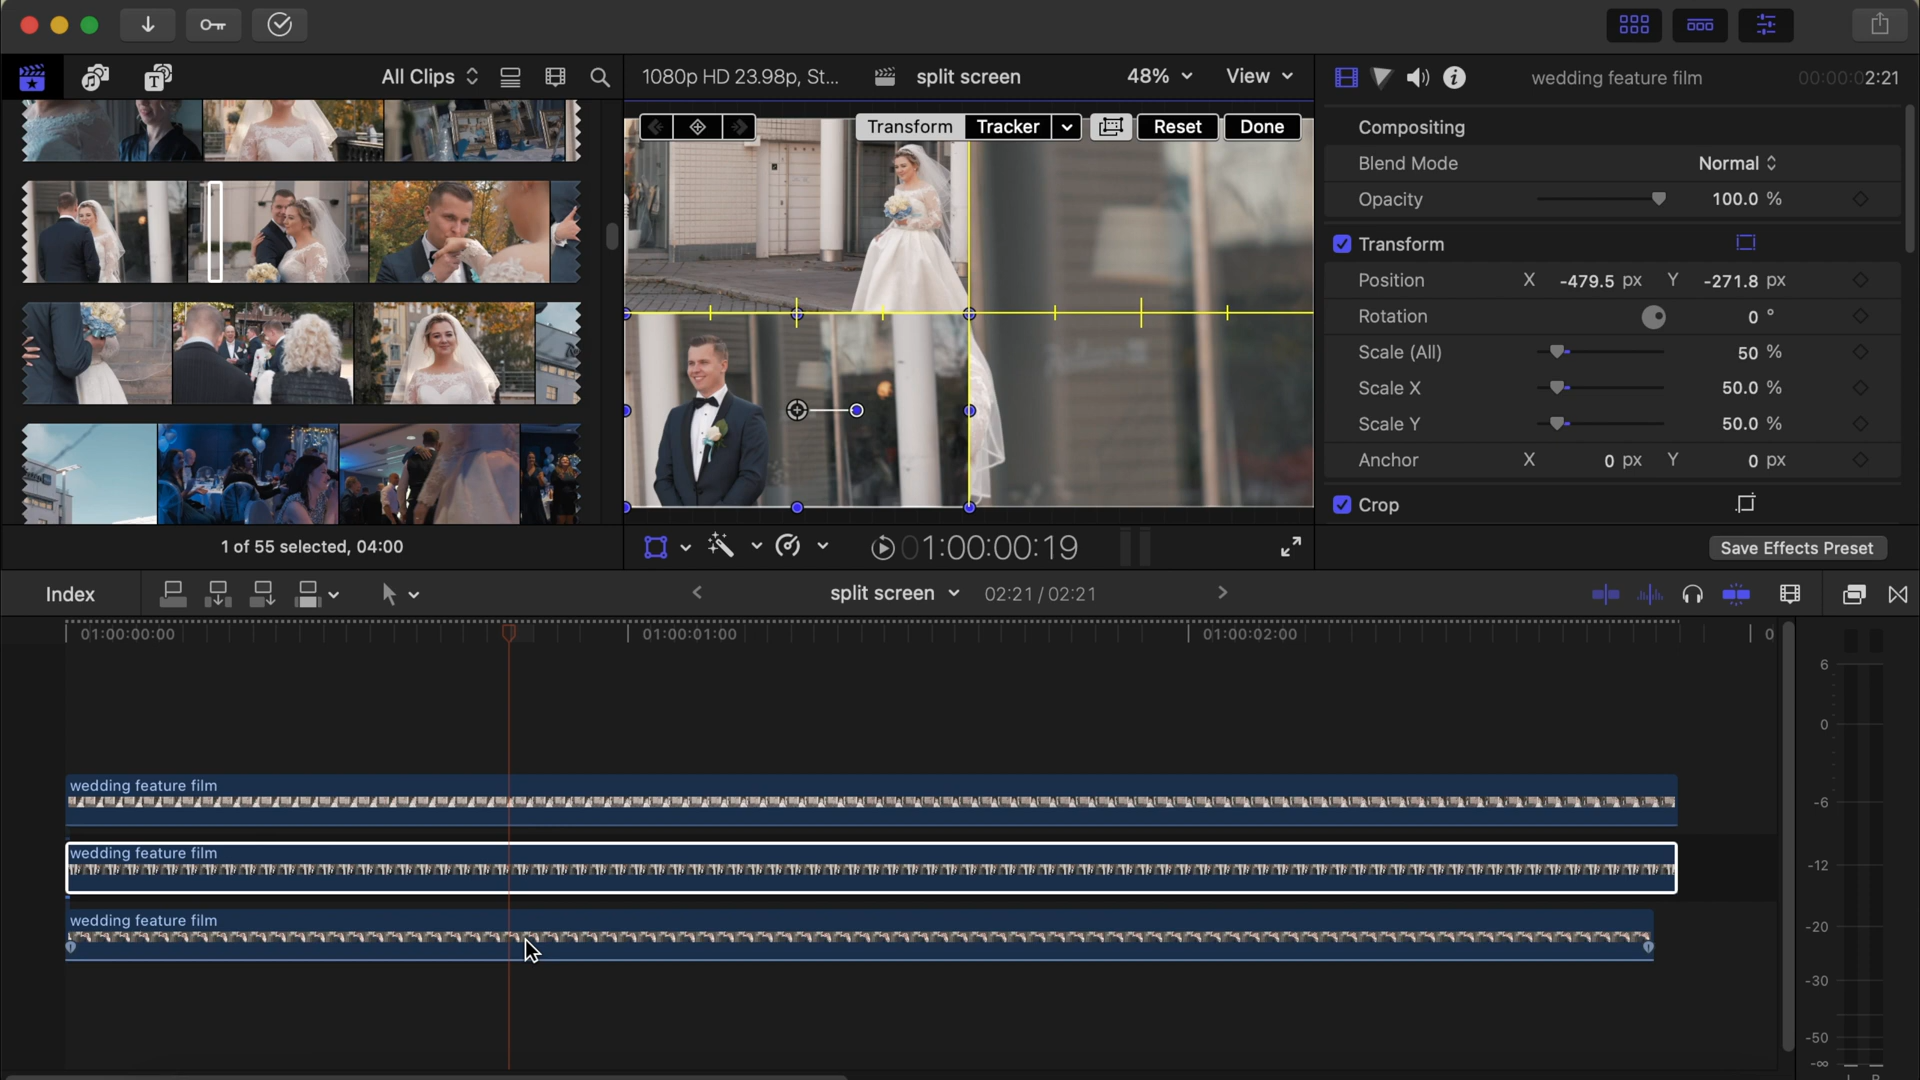 All Clips
1080p HD 23.98p, St...
split screen
48%
View
wedding feature film
00:00:02:21
Transform
Tracker
Reset
Done
Compositing
Blend Mode
Normal
Opacity
100.0 %
Transform
Position
X -479.5 px Y -271.8 px
Rotation
0 °
Scale (All)
50 %
Scale X
50.0 %
Scale Y
50.0 %
Anchor
X 0 px Y 0 px
Crop
1 of 55 selected, 04:00
01:00:00:19
Save Effects Preset
Index
split screen
02:21 / 02:21
01:00:00:00
01:00:01:00
01:00:02:00
0
wedding feature film
wedding feature film
wedding feature film
6
0
-6
-12
-20
-30
-50
-∞